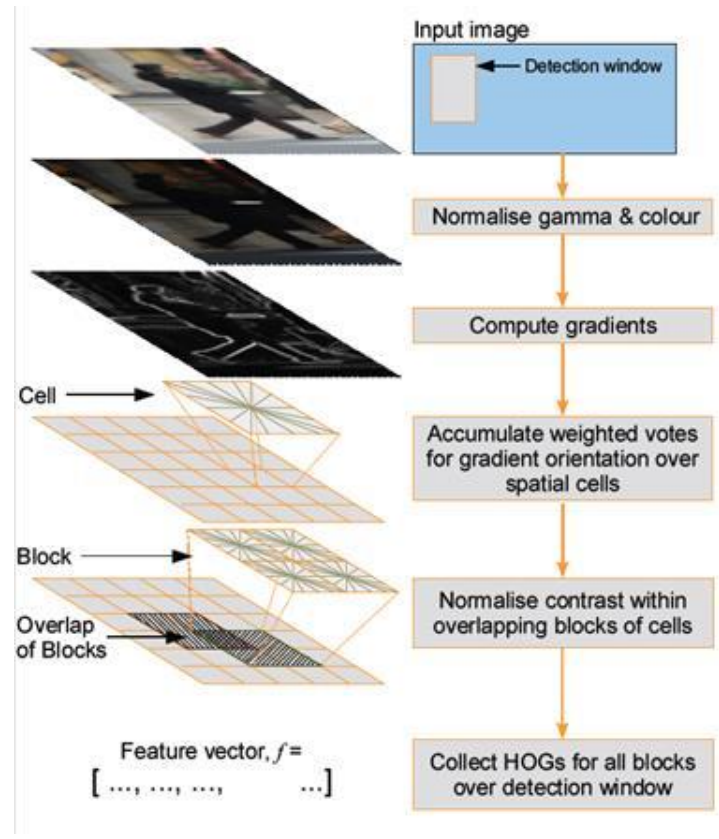 Input image
Detection window
Normalise gamma & colour
Compute gradients
Cell
Accumulate weighted votes
for gradient orientation over
spatial cells
Block
Normalise contrast within
overlapping blocks of cells
Overlap
of Blocks
Feature vector, f =
[ ..., ..., ..., ...]
Collect HOGs for all blocks
over detection window